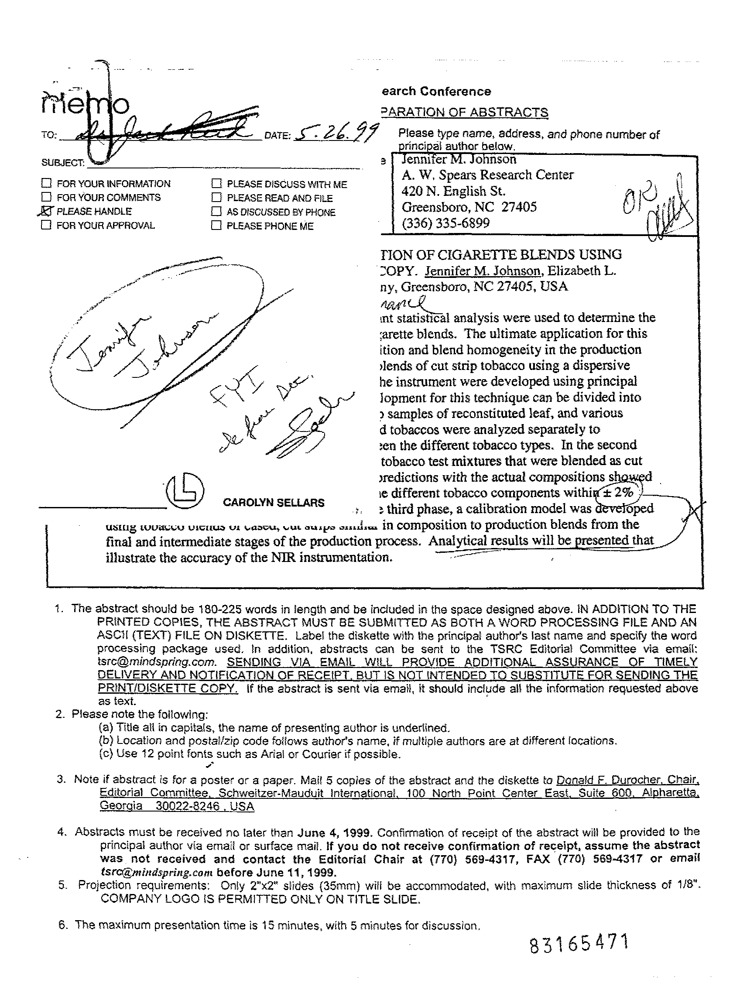 Memo
TO: DATE: 5.26.99
SUBJECT:
FOR YOUR INFORMATION
FOR YOUR COMMENTS
PLEASE HANDLE
FOR YOUR APPROVAL
PLEASE DISCUSS WITH ME
PLEASE READ AND FILE
AS DISCUSSED BY PHONE
PLEASE PHONE ME
Jennifer
Johnson
FYI
CAROLYN SELLARS
earch Conference
PARATION OF ABSTRACTS
Please type name, address, and phone number of
principal author below.
Jennifer M. Johnson
A. W. Spears Research Center
420 N. English St.
Greensboro, NC 27405
(336) 335-6899
OK
TION OF CIGARETTE BLENDS USING
COPY. Jennifer M. Johnson, Elizabeth L.
ny, Greensboro, NC 27405, USA
nt statistical analysis were used to determine the
garette blends. The ultimate application for this
ition and blend homogeneity in the production
lends of cut strip tobacco using a dispersive
he instrument were developed using principal
lopment for this technique can be divided into
samples of reconstituted leaf, and various
d tobaccos were analyzed separately to
en the different tobacco types. In the second
tobacco test mixtures that were blended as cut
predictions with the actual compositions showed
e different tobacco components within ± 2%
third phase, a calibration model was developed
using tobacco blends of cased, cut strips similar in composition to production blends from the
final and intermediate stages of the production process. Analytical results will be presented that
illustrate the accuracy of the NIR instrumentation.
1. The abstract should be 180-225 words in length and be included in the space designed above. IN ADDITION TO THE
PRINTED COPIES, THE ABSTRACT MUST BE SUBMITTED AS BOTH A WORD PROCESSING FILE AND AN
ASCII (TEXT) FILE ON DISKETTE. Label the diskette with the principal author's last name and specify the word
processing package used. In addition, abstracts can be sent to the TSRC Editorial Committee via email:
tsrc@mindspring.com. SENDING VIA EMAIL WILL PROVIDE ADDITIONAL ASSURANCE OF TIMELY
DELIVERY AND NOTIFICATION OF RECEIPT, BUT IS NOT INTENDED TO SUBSTITUTE FOR SENDING THE
PRINT/DISKETTE COPY. If the abstract is sent via email, it should include all the information requested above
as text.
2. Please note the following:
(a) Title all in capitals, the name of presenting author is underlined.
(b) Location and postal/zip code follows author's name, if multiple authors are at different locations.
(c) Use 12 point fonts such as Arial or Courier if possible.
3. Note if abstract is for a poster or a paper. Mail 5 copies of the abstract and the diskette to Donald F. Durocher, Chair,
Editorial Committee, Schweitzer-Mauduit International, 100 North Point Center East, Suite 600, Alpharetta,
Georgia 30022-8246, USA
4. Abstracts must be received no later than June 4, 1999. Confirmation of receipt of the abstract will be provided to the
principal author via email or surface mail. If you do not receive confirmation of receipt, assume the abstract
was not received and contact the Editorial Chair at (770) 569-4317, FAX (770) 569-4317 or email
tsrc@mindspring.com before June 11, 1999.
5. Projection requirements: Only 2"x2" slides (35mm) will be accommodated, with maximum slide thickness of 1/8".
COMPANY LOGO IS PERMITTED ONLY ON TITLE SLIDE.
6. The maximum presentation time is 15 minutes, with 5 minutes for discussion.
83165471